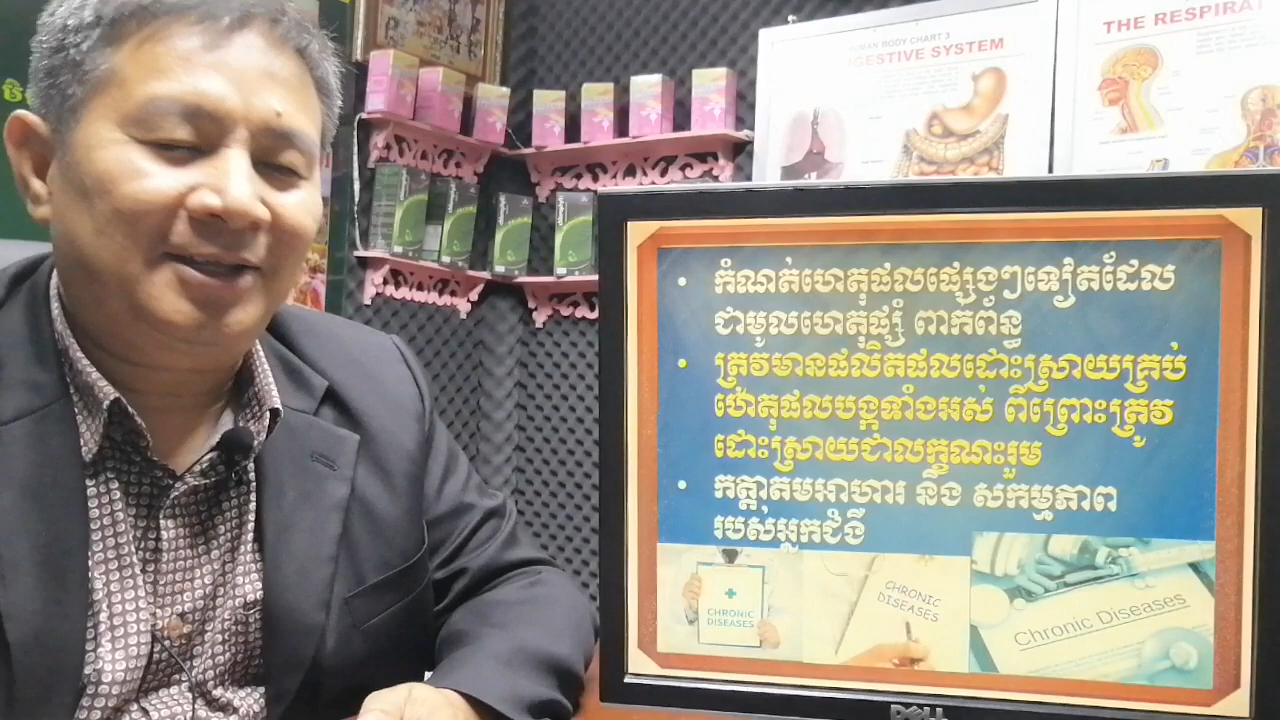 HUMAN BODY CHART 3
DIGESTIVE SYSTEM
THE RESPIRAT
• កំណត់ហេតុផលផ្សេងៗទៀតដែល
ជាមូលហេតុផ្សំ ពាក់ព័ន្ធ
• ត្រូវមានផលិតផលដោះស្រាយគ្រប់
ហេតុផលបង្កទាំងអស់ ពីព្រោះត្រូវ
ដោះស្រាយជាលក្ខណះរួម
• កត្តាតមអាហារ និង សកម្មភាព
របស់អ្នកជំងឺ
CHRONIC
DISEASES
CHRONIC
DISEASES
Chronic Diseases
DELL